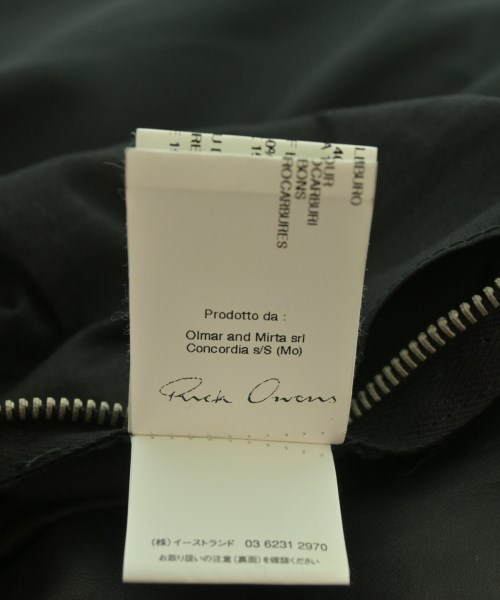 Prodotto da :
Olmar and Mirta srl
Concordia s/S (Mo)
Rick Owens
(株)イーストランド 03 6231 2970
お取り扱いの注意(裏面)を確認ください